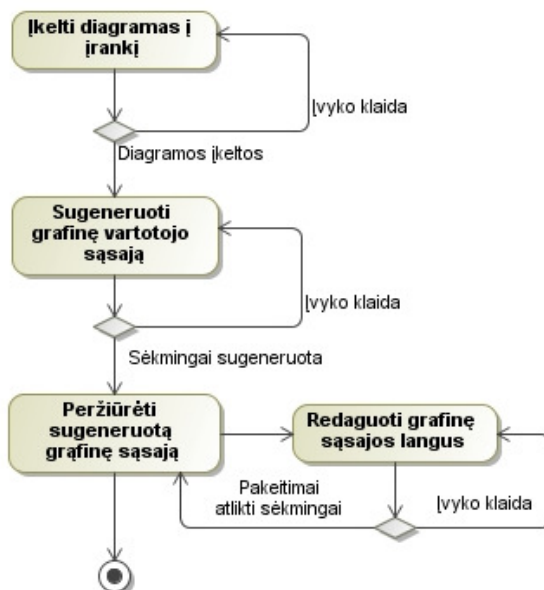 Įkelti diagramas į
įrankį
Įvyko klaida
Diagramos įkeltos
Sugeneruoti
grafinę vartotojo
sąsają
Įvyko klaida
Sėkmingai sugeneruota
Peržiūrėti
sugeneruotą
grąfinę sąsają
Redaguoti grafinę
sąsajos langus
Pakeitimai
atlikti sėkmingai
Įvyko klaida